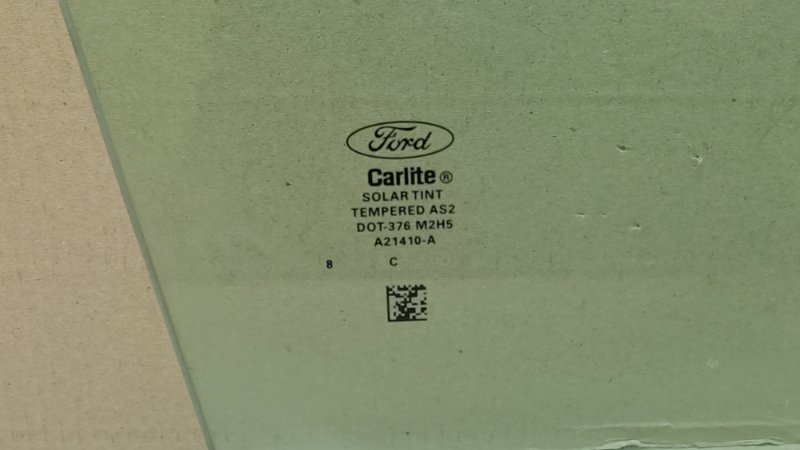 Ford
Carlite®
SOLAR TINT
TEMPERED AS2
DOT-376 M2H5
A21410-A
8 C